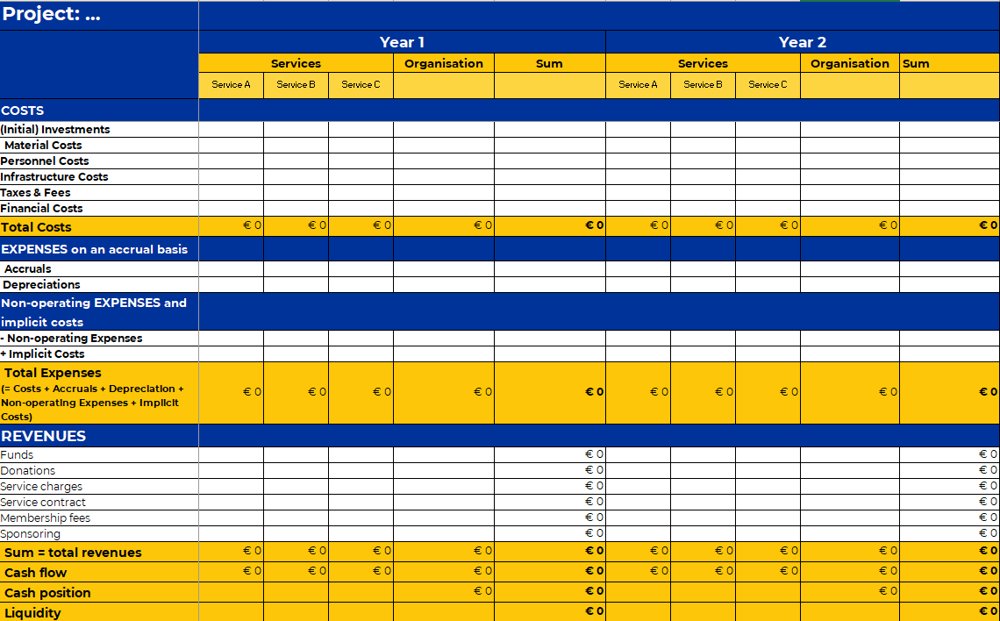 Project: ...
Year 1 Year 2
Services Organisation Sum Services Organisation Sum
Service A Service B Service C Service A Service B Service C
COSTS
(Initial) Investments
Material Costs
Personnel Costs
Infrastructure Costs
Taxes & Fees
Financial Costs
Total Costs € 0 € 0 € 0 € 0 € 0 € 0 € 0 € 0 € 0 € 0
EXPENSES on an accrual basis
Accruals
Depreciations
Non-operating EXPENSES and
implicit costs
- Non-operating Expenses
+ Implicit Costs
Total Expenses
(= Costs + Accruals + Depreciation +
Non-operating Expenses + Implicit
Costs)
€ 0 € 0 € 0 € 0 € 0 € 0 € 0 € 0 € 0 € 0
REVENUES
Funds € 0 € 0
Donations € 0 € 0
Service charges € 0 € 0
Service contract € 0 € 0
Membership fees € 0 € 0
Sponsoring € 0 € 0
Sum = total revenues € 0 € 0 € 0 € 0 € 0 € 0 € 0 € 0 € 0 € 0
Cash flow € 0 € 0 € 0 € 0 € 0 € 0 € 0 € 0 € 0 € 0
Cash position € 0 € 0 € 0 € 0
Liquidity € 0 € 0